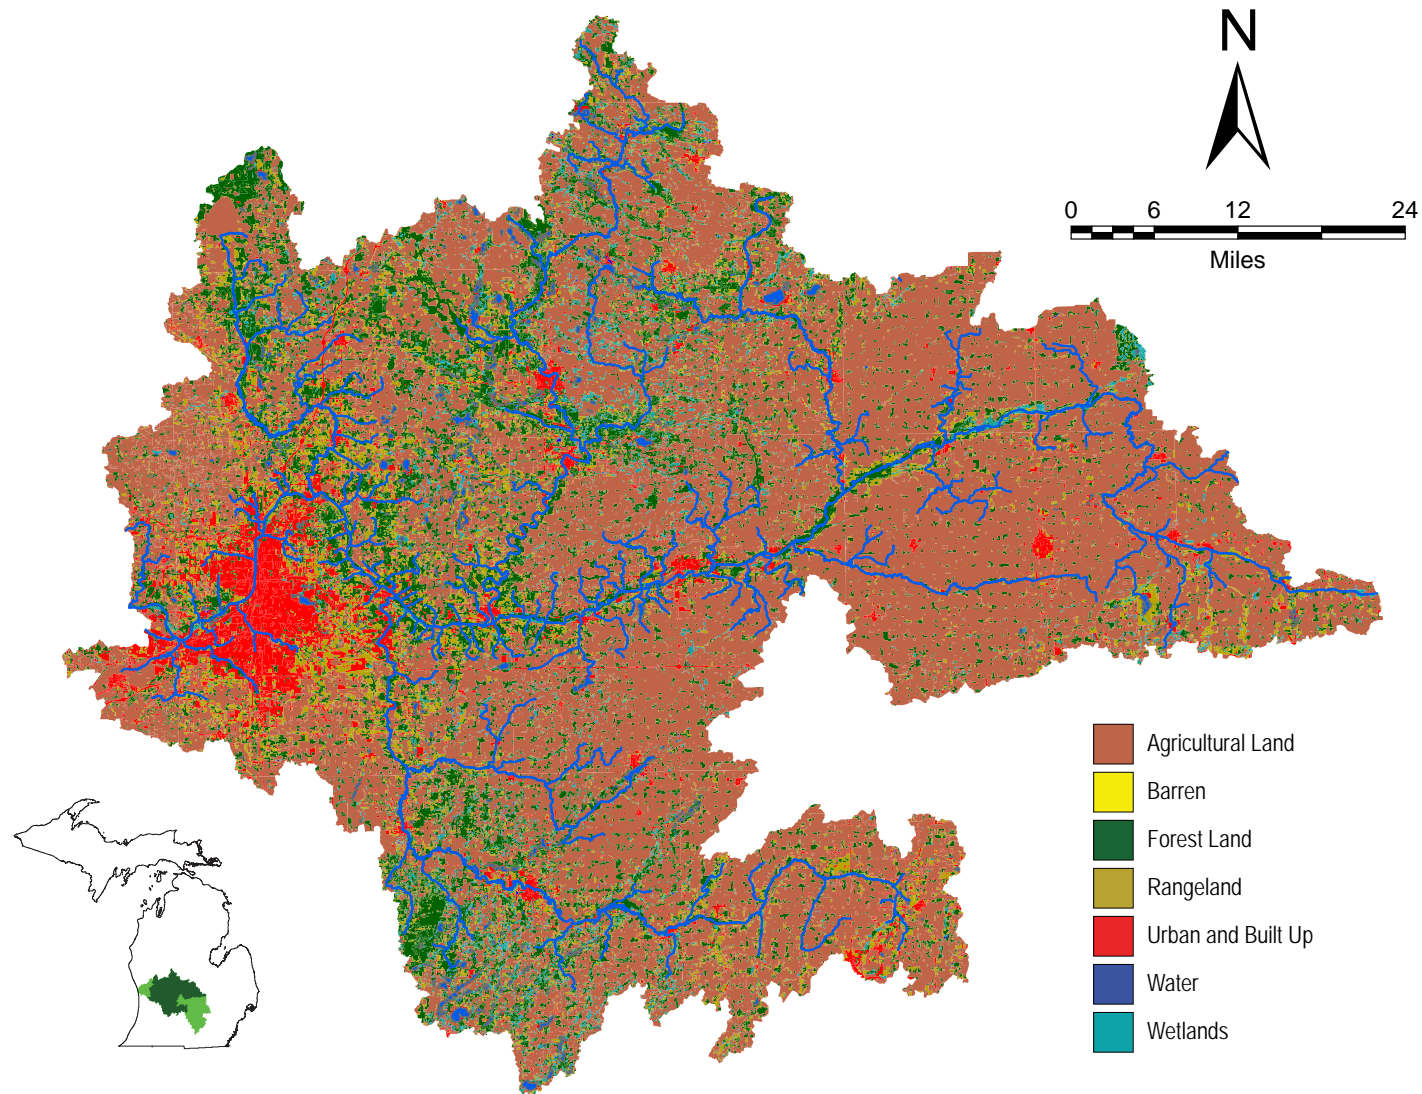 N
0 6 12 24
Miles
Agricultural Land
Barren
Forest Land
Rangeland
Urban and Built Up
Water
Wetlands